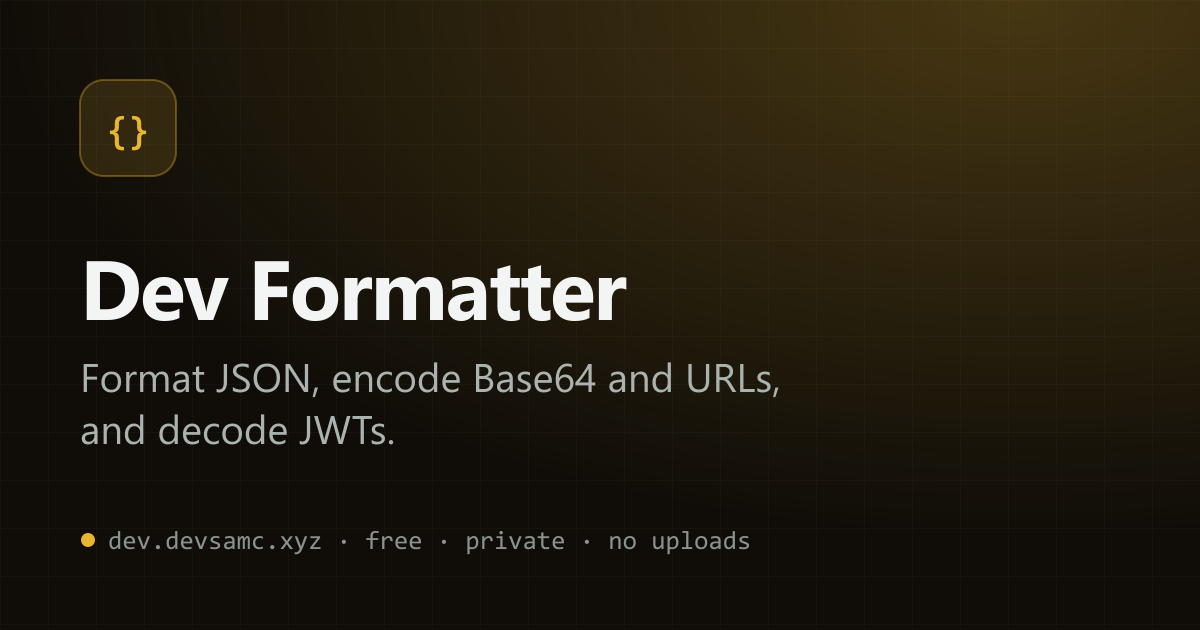 {}
Dev Formatter
Format JSON, encode Base64 and URLs,
and decode JWTs.
dev.devsamc.xyz · free · private · no uploads